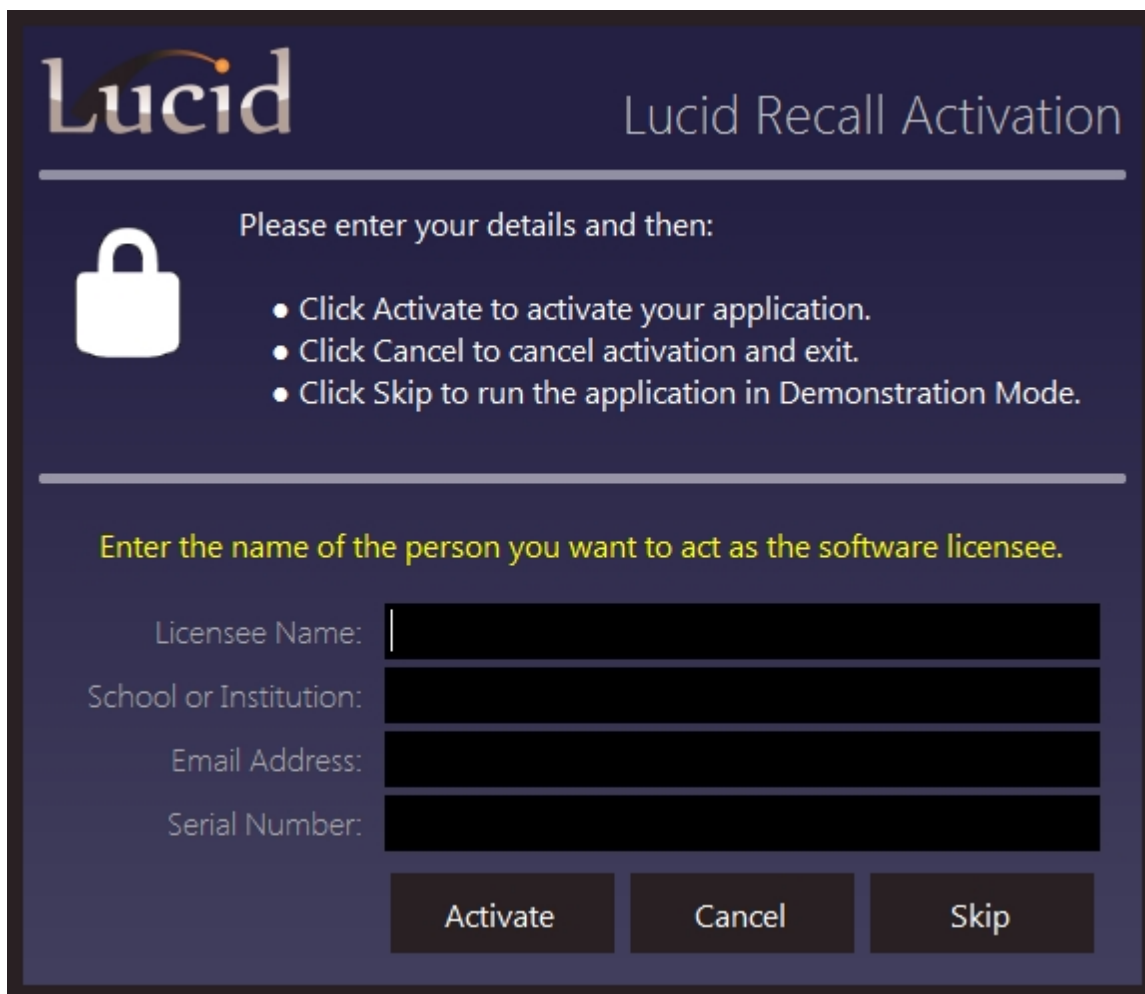 Lucid
Lucid Recall Activation
Please enter your details and then:
● Click Activate to activate your application.
● Click Cancel to cancel activation and exit.
● Click Skip to run the application in Demonstration Mode.
Enter the name of the person you want to act as the software licensee.
Licensee Name:
School or Institution:
Email Address:
Serial Number:
Activate Cancel Skip